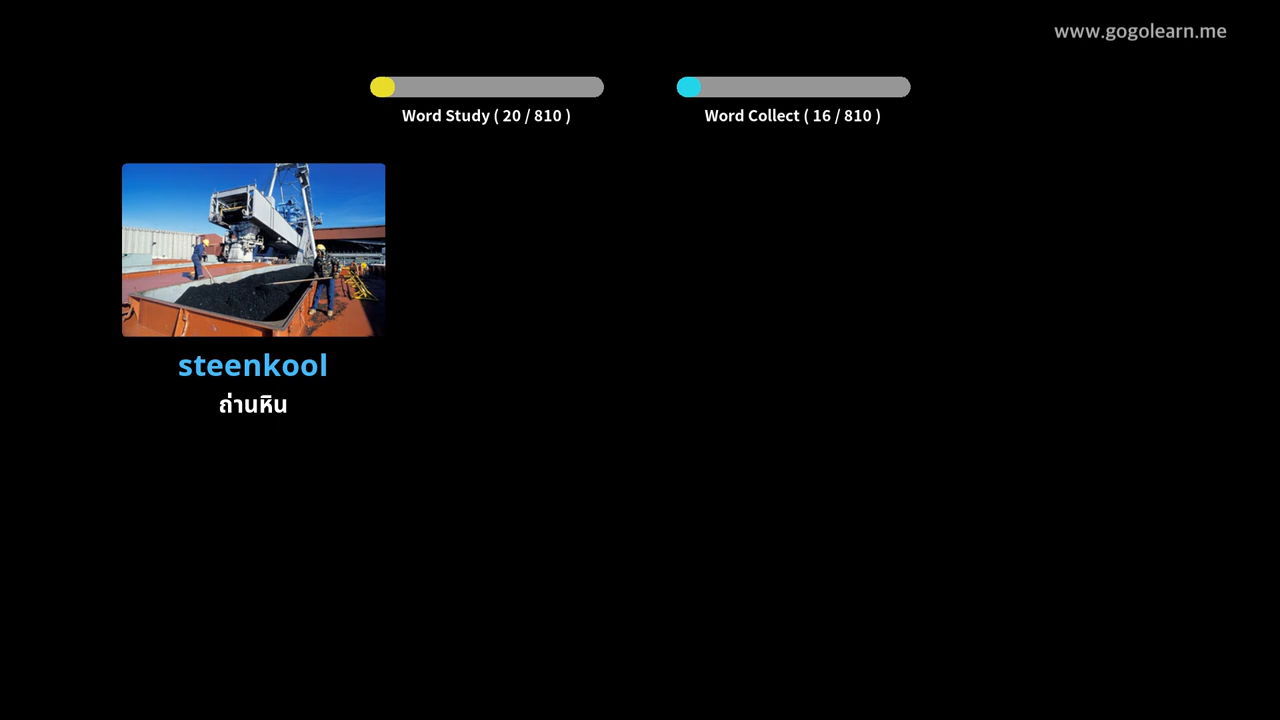 www.gogolearn.me
Word Study ( 20 / 810 )
Word Collect ( 16 / 810 )
steenkool
ถ่านหิน